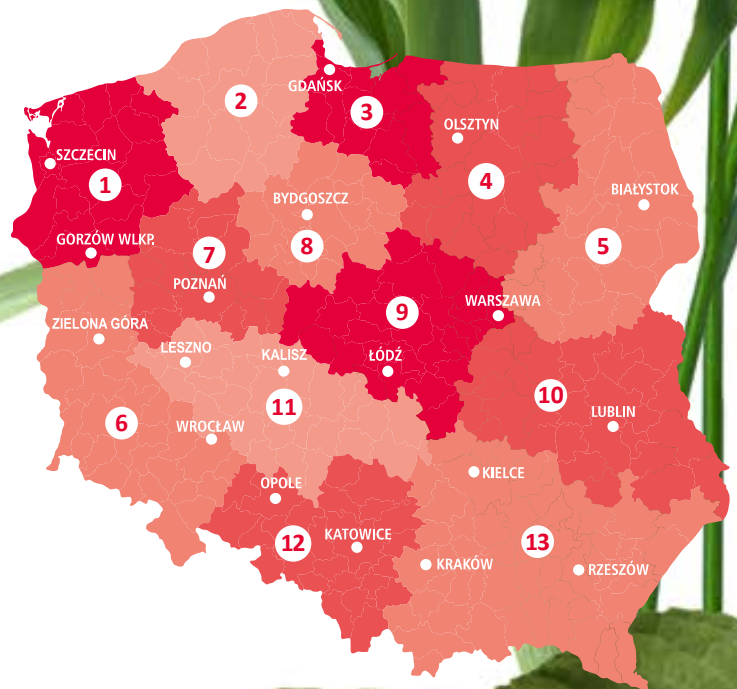 GDAŃSK
2
3
OLSZTYN
SZCZECIN
1
4
BIAŁYSTOK
BYDGOSZCZ
GORZÓW WLKP.
7
8
5
POZNAŃ
9
WARSZAWA
ZIELONA GÓRA
LESZNO
KALISZ
ŁÓDŹ
10
11
LUBLIN
6
WROCŁAW
KIELCE
OPOLE
12
KATOWICE
13
KRAKÓW
RZESZÓW